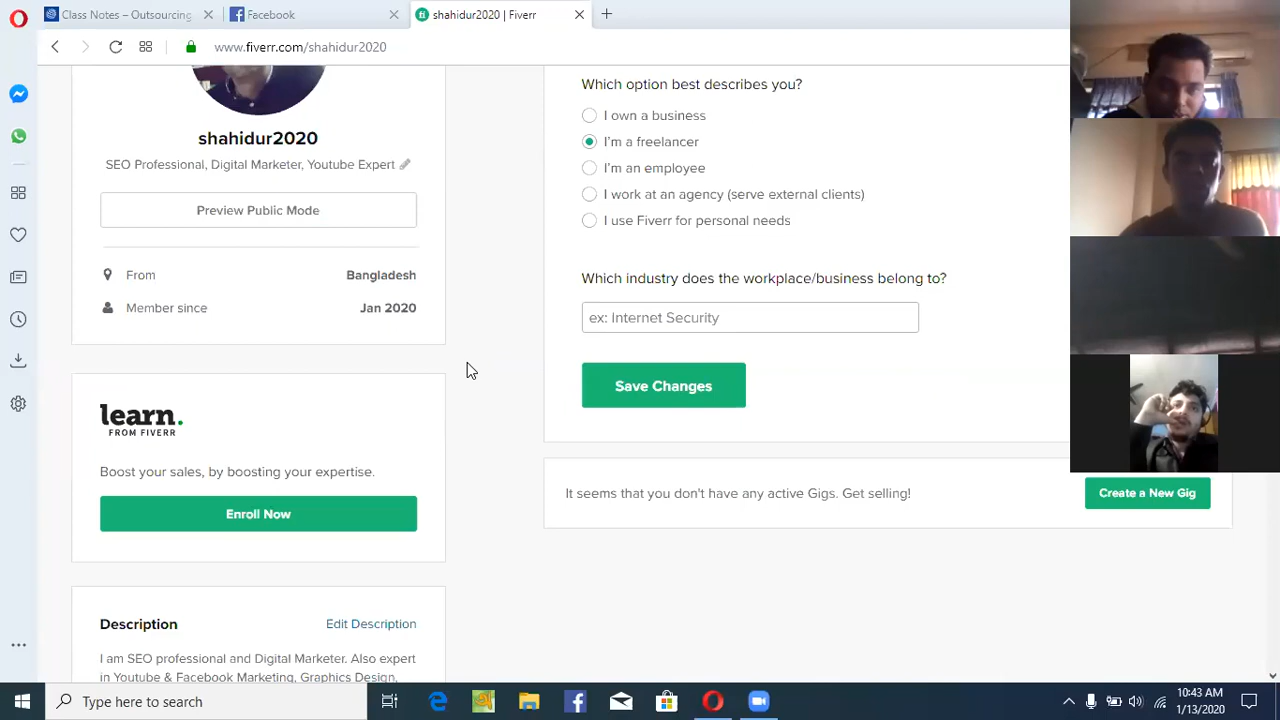 Class Notes – Outsourcing
Facebook
shahidur2020 | Fiverr
www.fiverr.com/shahidur2020
shahidur2020
SEO Professional, Digital Marketer, Youtube Expert
Preview Public Mode
From Bangladesh
Member since Jan 2020
learn.
FROM FIVERR
Boost your sales, by boosting your expertise.
Enroll Now
Description Edit Description
I am SEO professional and Digital Marketer. Also expert
in Youtube & Facebook Marketing, Graphics Design,
Which option best describes you?
I own a business
I'm a freelancer
I'm an employee
I work at an agency (serve external clients)
I use Fiverr for personal needs
Which industry does the workplace/business belong to?
ex: Internet Security
Save Changes
It seems that you don't have any active Gigs. Get selling!
Create a New Gig
Type here to search
10:43 AM
1/13/2020